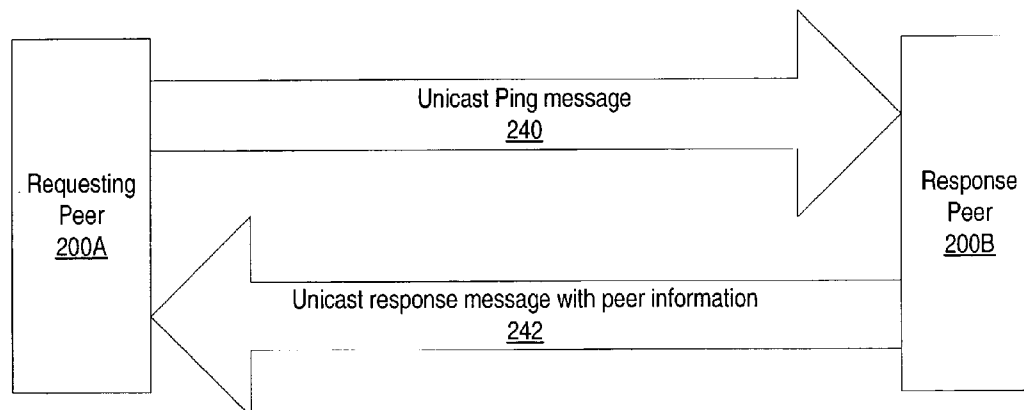 Unicast Ping message
240
Requesting
Peer
200A
Response
Peer
200B
Unicast response message with peer information
242